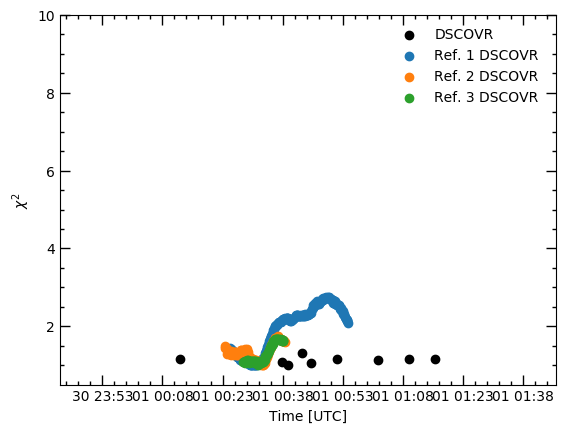 10
8
6
4
2
χ²
DSCOVR
Ref. 1 DSCOVR
Ref. 2 DSCOVR
Ref. 3 DSCOVR
30 23:53 01 00:08 01 00:23 01 00:38 01 00:53 01 01:08 01 01:23 01 01:38
Time [UTC]